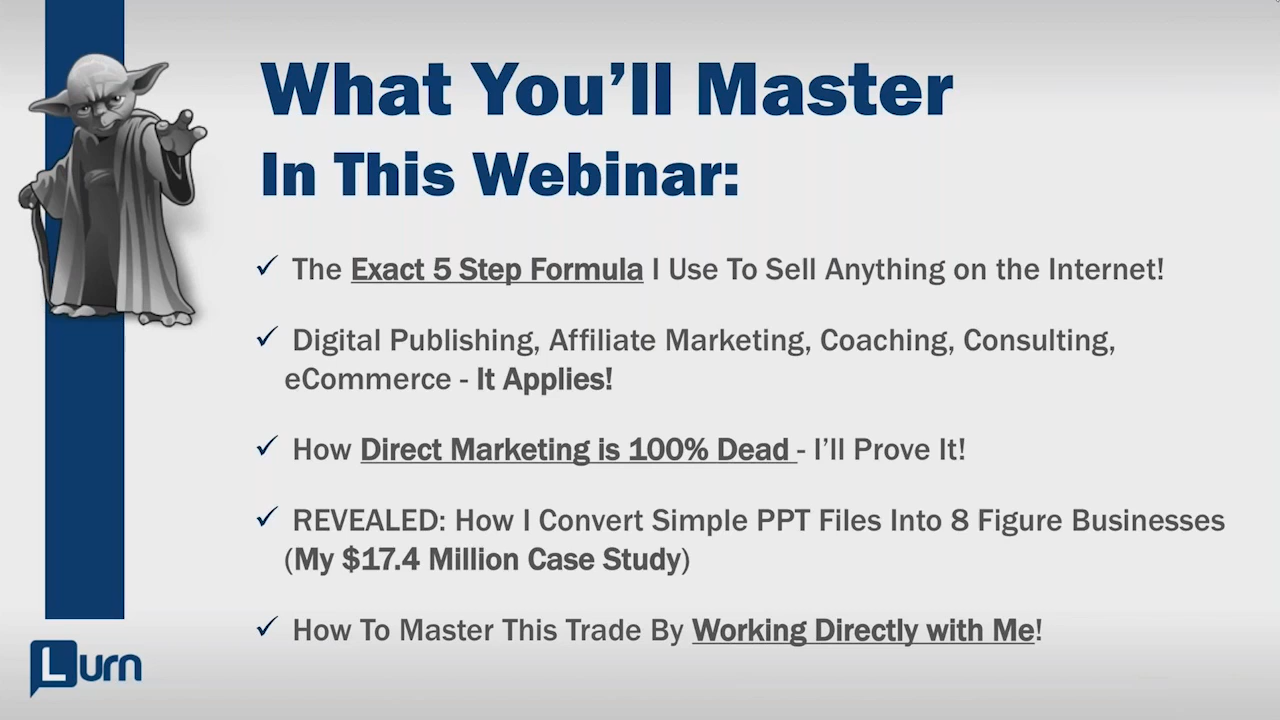 What You'll Master
In This Webinar:
✓ The Exact 5 Step Formula I Use To Sell Anything on the Internet!
✓ Digital Publishing, Affiliate Marketing, Coaching, Consulting,
eCommerce - It Applies!
✓ How Direct Marketing is 100% Dead - I'll Prove It!
✓ REVEALED: How I Convert Simple PPT Files Into 8 Figure Businesses
(My $17.4 Million Case Study)
✓ How To Master This Trade By Working Directly with Me!
Lurn